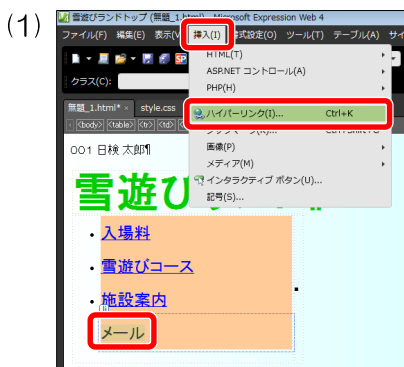 (1)
雪遊びランドトップ (無題_1.html) - Microsoft Expression Web 4
ファイル(F) 編集(E) 表示(V) 挿入(I) 書式設定(O) ツール(T) テーブル(A) サイ
HTML(T)
ASP.NET コントロール(A)
PHP(H)
クラス(C):
無題_1.html* × style.css
ハイパーリンク(I)... Ctrl+K
<body> <table> <tr> <td>
画像(P)
001 日検 太郎¶
メディア(M)
インタラクティブ ボタン(U)...
記号(S)...
雪遊び
・入場料
・雪遊びコース
・施設案内
メール